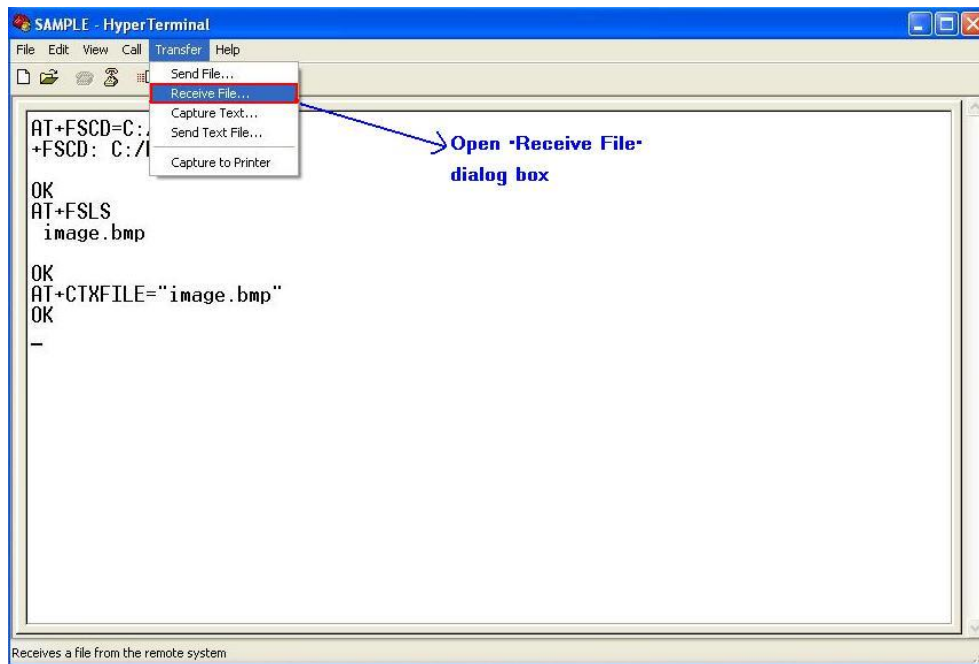 SAMPLE - HyperTerminal
File Edit View Call Transfer Help
Send File...
Receive File...
Capture Text...
Send Text File...
Capture to Printer
AT+FSCD=C:/
+FSCD: C:/
OK
AT+FSLS
image.bmp
OK
AT+CTXFILE="image.bmp"
OK
Open -Receive File-
dialog box
Receives a file from the remote system